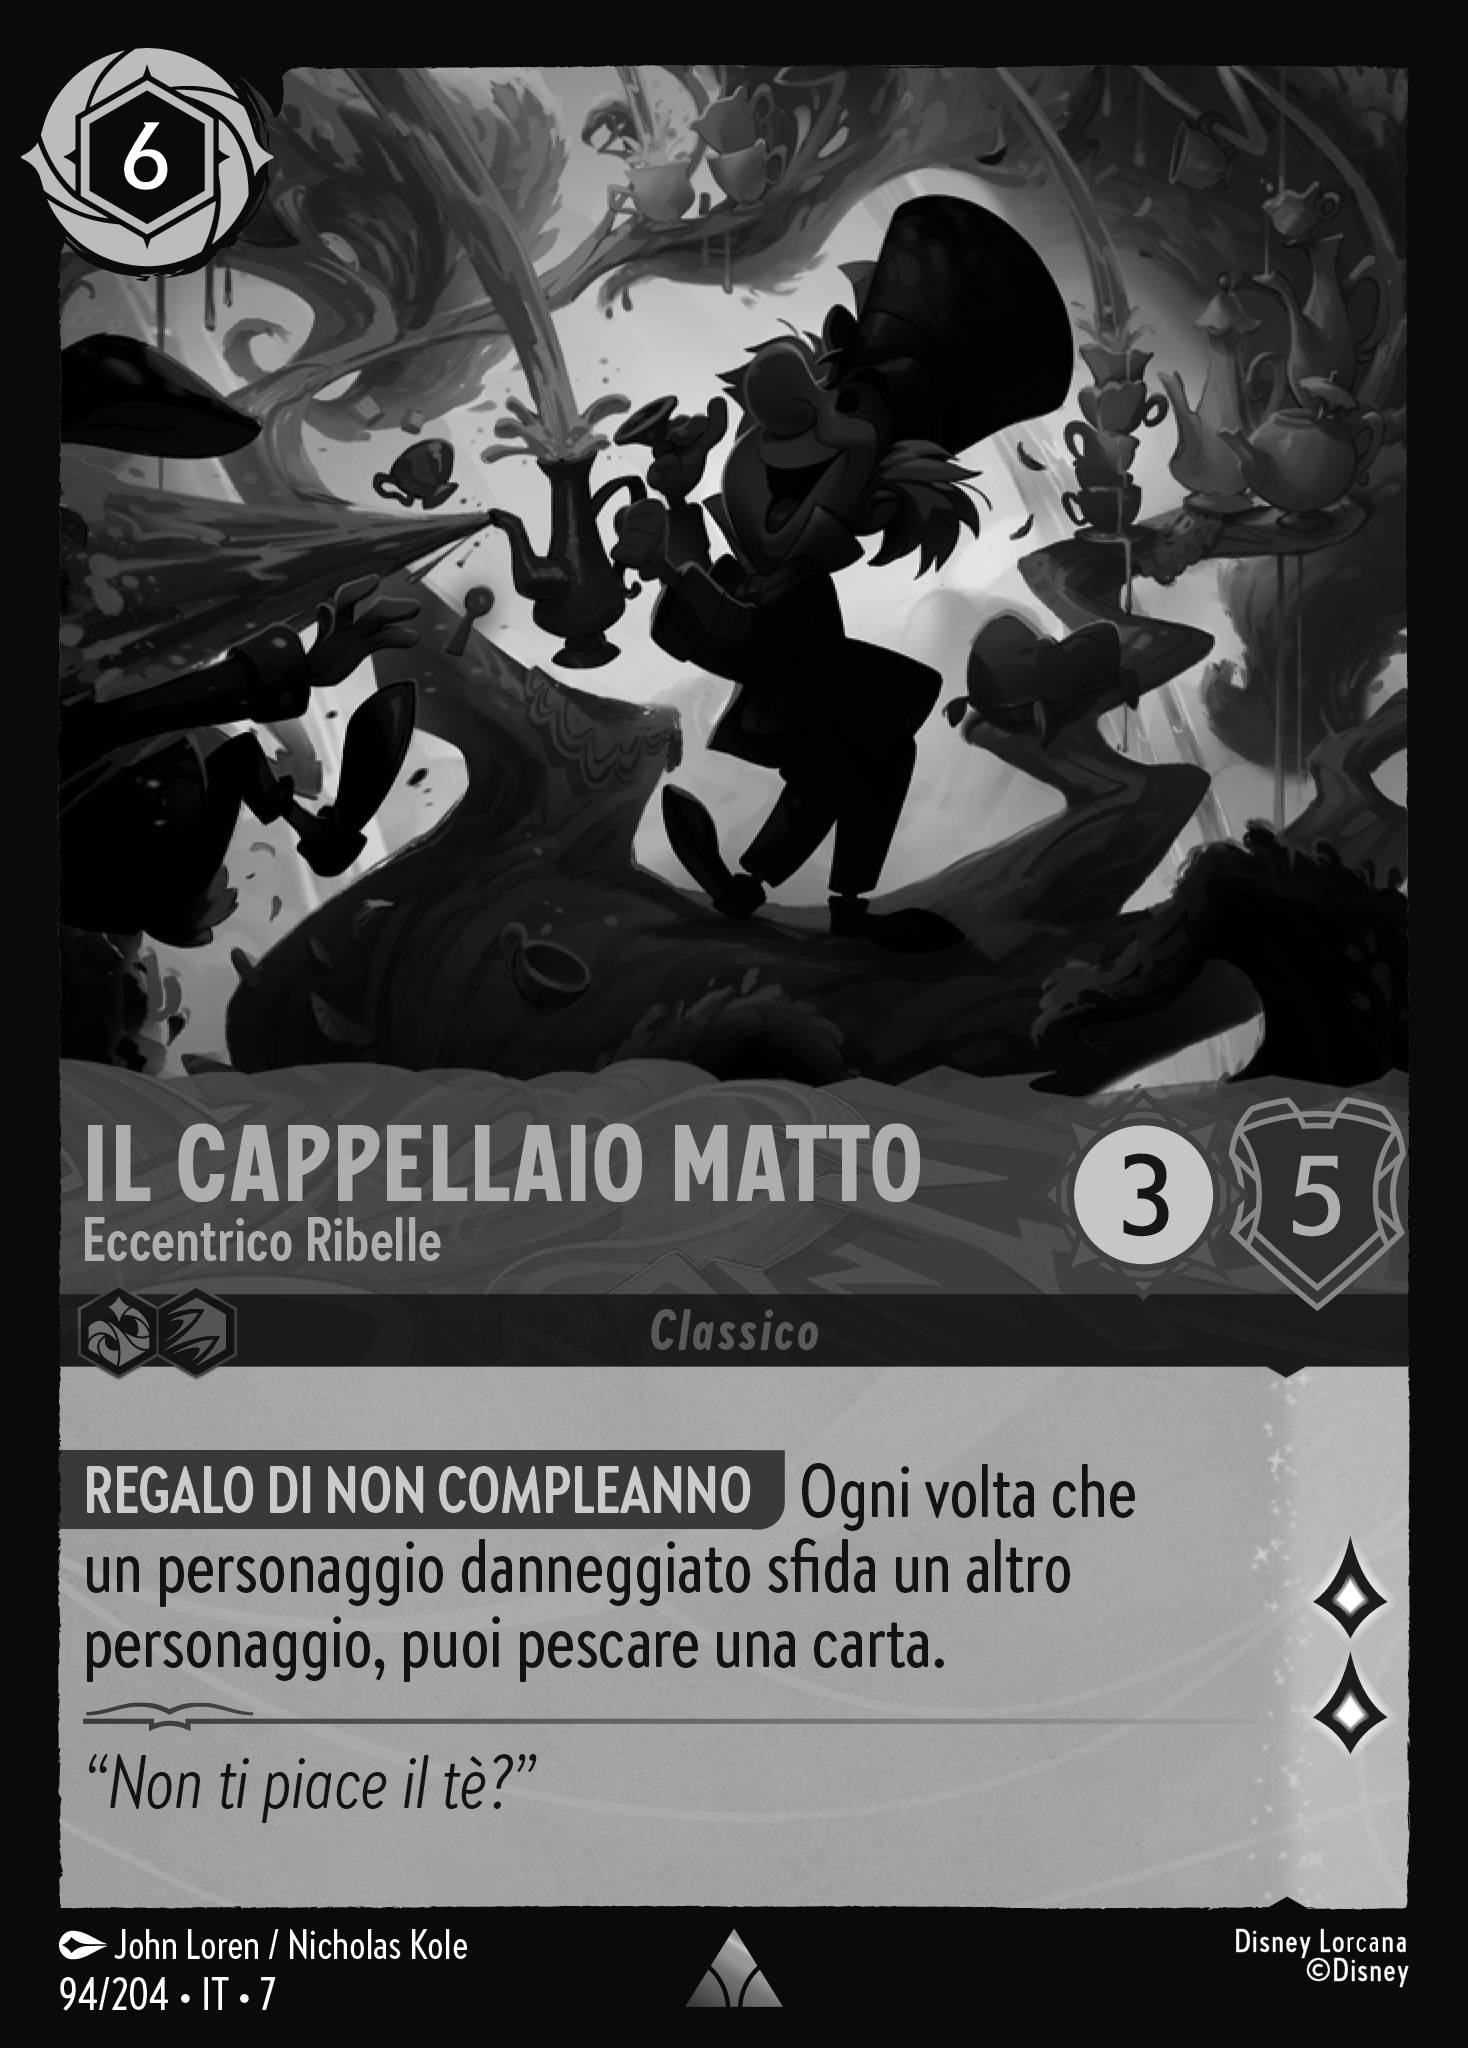 6
IL CAPPELLAIO MATTO
Eccentrico Ribelle
3
5
Classico
REGALO DI NON COMPLEANNO Ogni volta che
un personaggio danneggiato sfida un altro
personaggio, puoi pescare una carta.
“Non ti piace il tè?”
John Loren / Nicholas Kole
94/204 • IT • 7
Disney Lorcana
©Disney